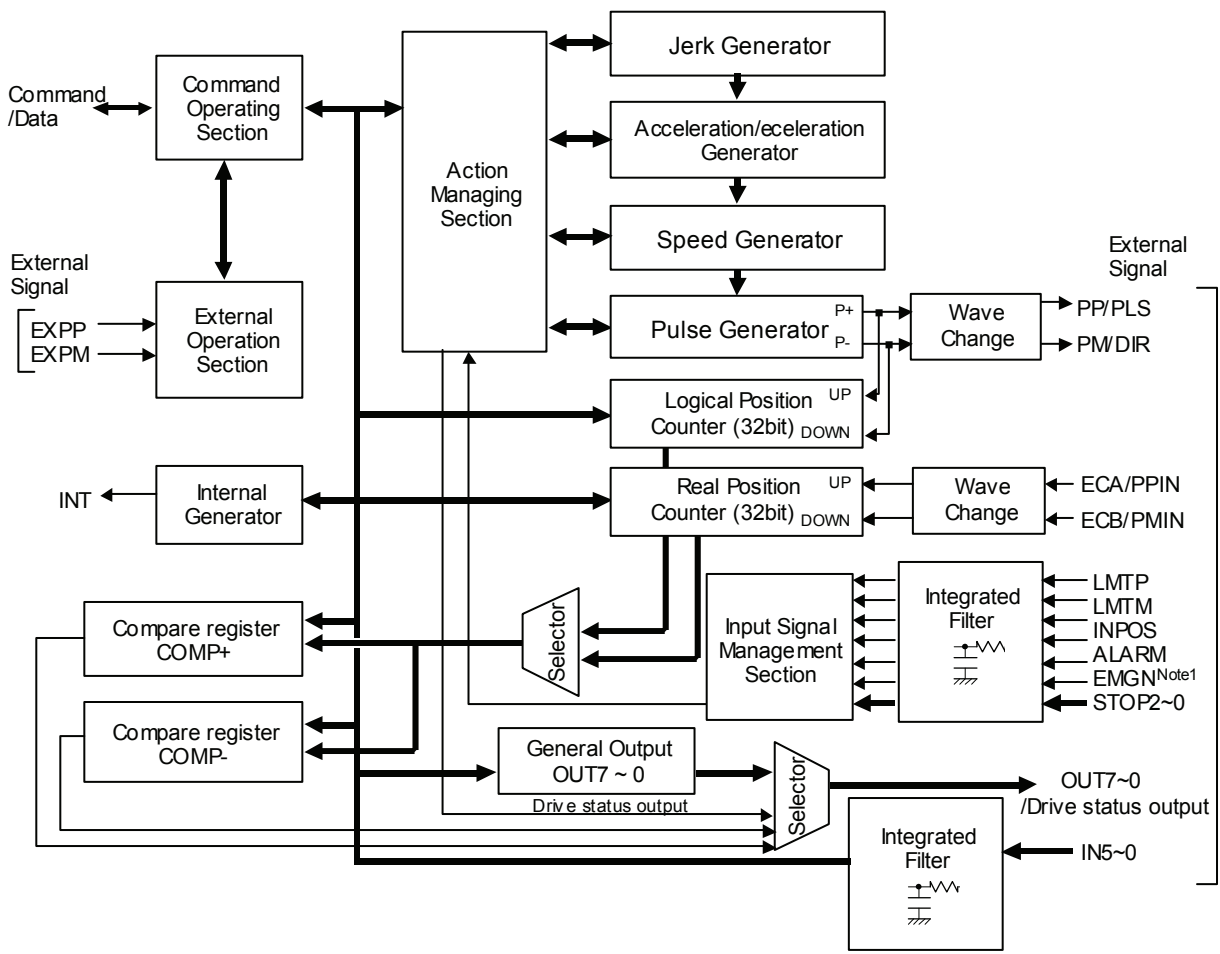 Command
/Data
Command
Operating
Section
Action
Managing
Section
Jerk Generator
Acceleration/eceleration
Generator
Speed Generator
Pulse Generator
P+
P-
Wave
Change
External
Signal
PP/PLS
PM/DIR
External
Signal
EXPP
EXPM
External
Operation
Section
Logical Position
Counter (32bit)
UP
DOWN
INT
Internal
Generator
Real Position
Counter (32bit)
UP
DOWN
Wave
Change
ECA/PPIN
ECB/PMIN
Compare register
COMP+
Selector
Input Signal
Management
Section
Integrated
Filter
LMTP
LMTM
INPOS
ALARM
EMGN Note1
STOP2~0
Compare register
COMP-
General Output
OUT7 ~ 0
Drive status output
Selector
OUT7~0
/Drive status output
Integrated
Filter
IN5~0